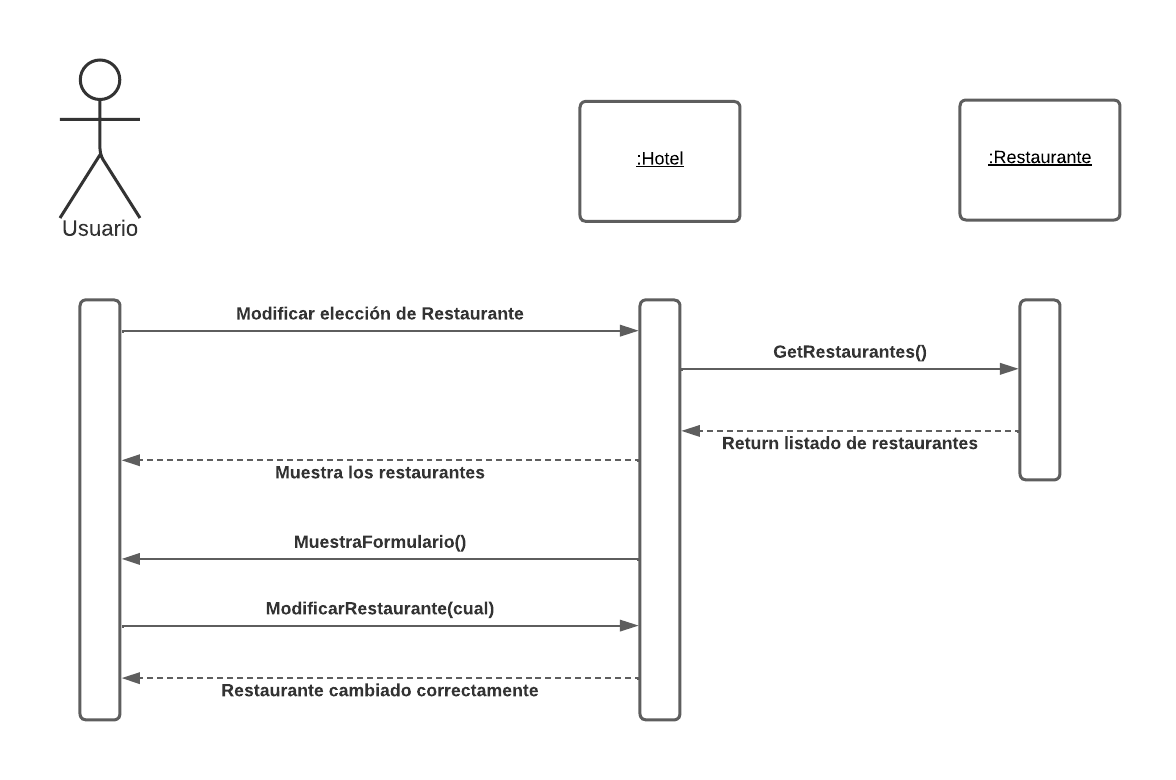 Usuario
:Hotel
:Restaurante
Modificar elección de Restaurante
GetRestaurantes()
Return listado de restaurantes
Muestra los restaurantes
MuestraFormulario()
ModificarRestaurante(cual)
Restaurante cambiado correctamente